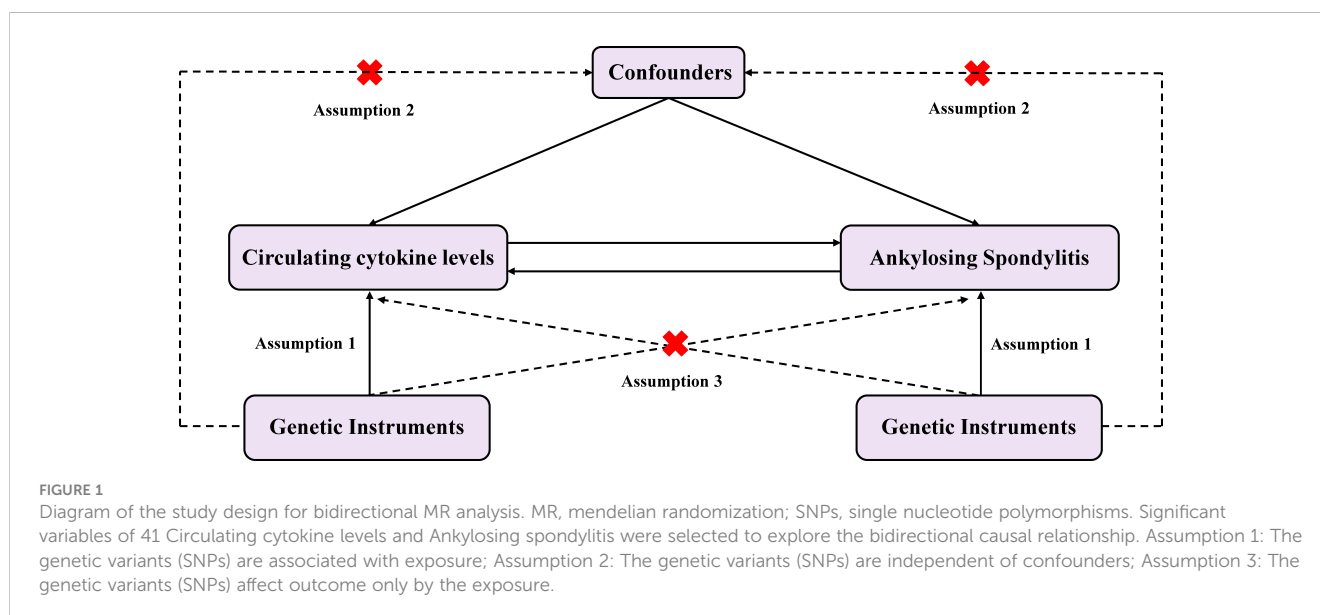 Confounders
Assumption 2
Assumption 2
Circulating cytokine levels
Ankylosing Spondylitis
Assumption 1
Assumption 1
Assumption 3
Genetic Instruments
Genetic Instruments
FIGURE 1
Diagram of the study design for bidirectional MR analysis. MR, mendelian randomization; SNPs, single nucleotide polymorphisms. Significant
variables of 41 Circulating cytokine levels and Ankylosing spondylitis were selected to explore the bidirectional causal relationship. Assumption 1: The
genetic variants (SNPs) are associated with exposure; Assumption 2: The genetic variants (SNPs) are independent of confounders; Assumption 3: The
genetic variants (SNPs) affect outcome only by the exposure.